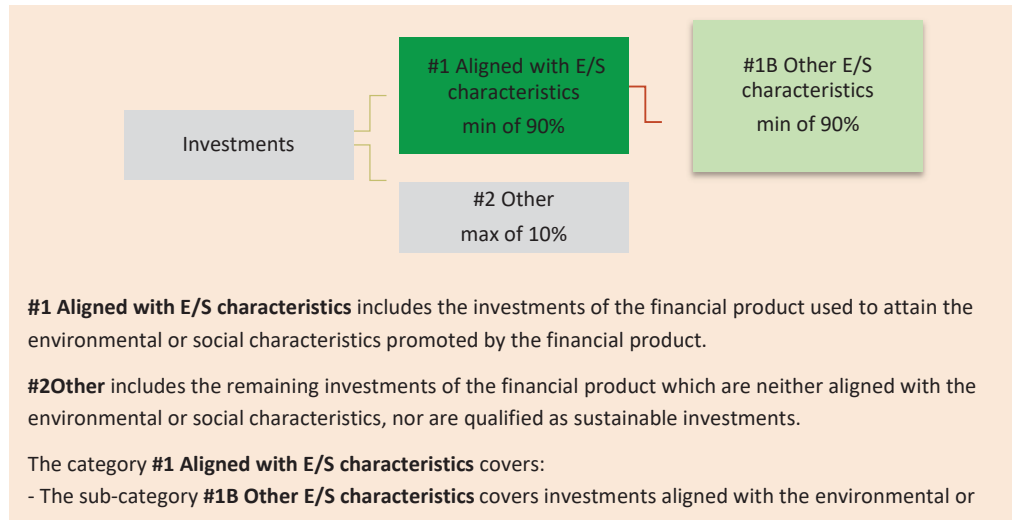 #1 Aligned with E/S
characteristics
min of 90%
#1B Other E/S
characteristics
min of 90%
Investments
#2 Other
max of 10%
#1 Aligned with E/S characteristics includes the investments of the financial product used to attain the
environmental or social characteristics promoted by the financial product.
#2Other includes the remaining investments of the financial product which are neither aligned with the
environmental or social characteristics, nor are qualified as sustainable investments.
The category #1 Aligned with E/S characteristics covers:
- The sub-category #1B Other E/S characteristics covers investments aligned with the environmental or